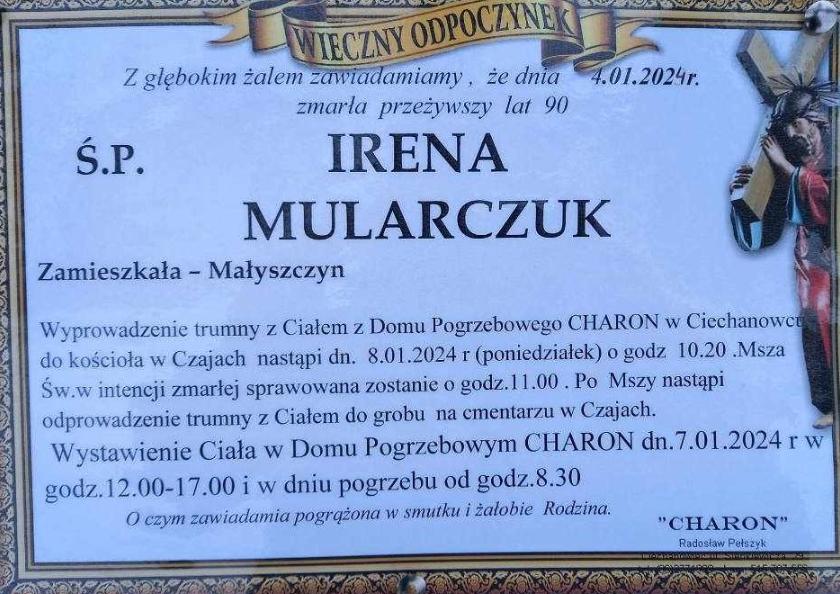 WIECZNY ODPOCZYNEK
Z głębokim żalem zawiadamiamy , że dnia 4.01.2024r.
zmarła przeżywszy lat 90
Ś.P. IRENA
MULARCZUK
Zamieszkała – Małyszczyn
Wyprowadzenie trumny z Ciałem z Domu Pogrzebowego CHARON w Ciechanowcu
do kościoła w Czajach nastąpi dn. 8.01.2024 r (poniedziałek) o godz 10.20 .Msza
Św.w intencji zmarłej sprawowana zostanie o godz.11.00 . Po Mszy nastąpi
odprowadzenie trumny z Ciałem do grobu na cmentarzu w Czajach.
Wystawienie Ciała w Domu Pogrzebowym CHARON dn.7.01.2024 r w
godz.12.00-17.00 i w dniu pogrzebu od godz.8.30
O czym zawiadamia pogrążona w smutku i żałobie Rodzina.
"CHARON"
Radosław Pełszyk